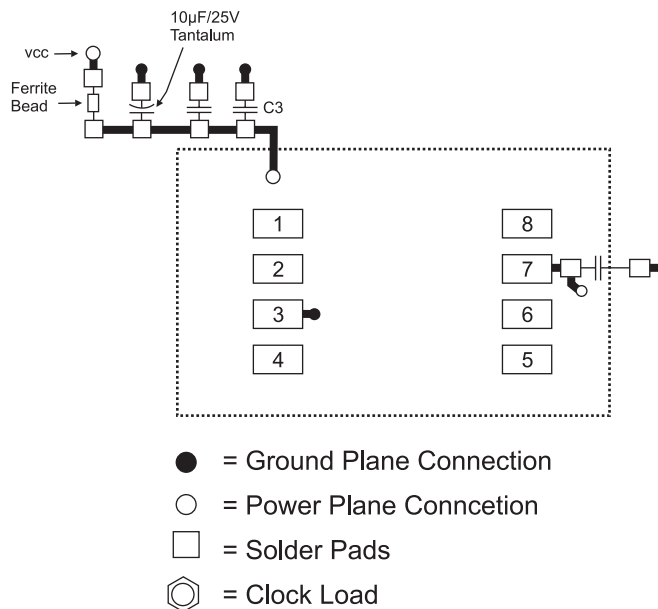 10µF/25V
Tantalum
vcc
Ferrite
Bead
C3
1
8
2
7
3
6
4
5
= Ground Plane Connection
= Power Plane Conncetion
= Solder Pads
= Clock Load